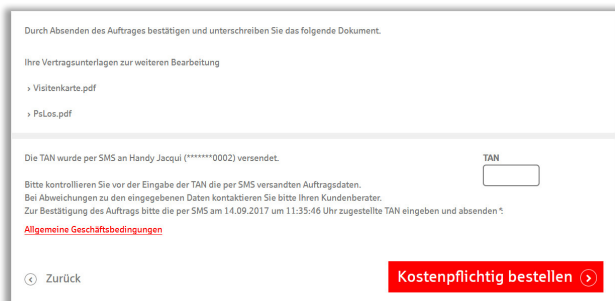 Durch Absenden des Auftrages bestätigen und unterschreiben Sie das folgende Dokument.
Ihre Vertragsunterlagen zur weiteren Bearbeitung
› Visitenkarte.pdf
› PsLos.pdf
Die TAN wurde per SMS an Handy Jacqui (*******0002) versendet.
TAN
Bitte kontrollieren Sie vor der Eingabe der TAN die per SMS versandten Auftragsdaten.
Bei Abweichungen zu den eingegebenen Daten kontaktieren Sie bitte Ihren Kundenberater.
Zur Bestätigung des Auftrags bitte die per SMS am 14.09.2017 um 11:35:46 Uhr zugestellte TAN eingeben und absenden*:
Allgemeine Geschäftsbedingungen
Zurück
Kostenpflichtig bestellen